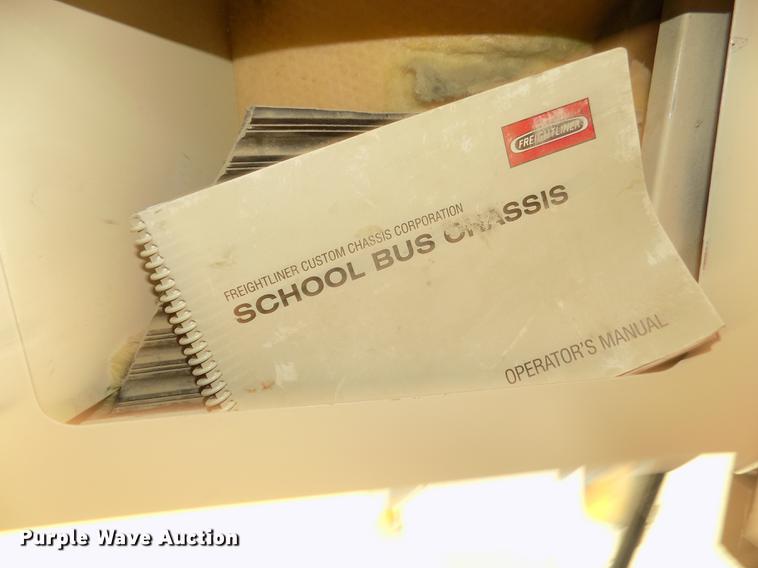 FREIGHTLINER
FREIGHTLINER CUSTOM CHASSIS CORPORATION
SCHOOL BUS CHASSIS
OPERATOR'S MANUAL
Purple Wave Auction